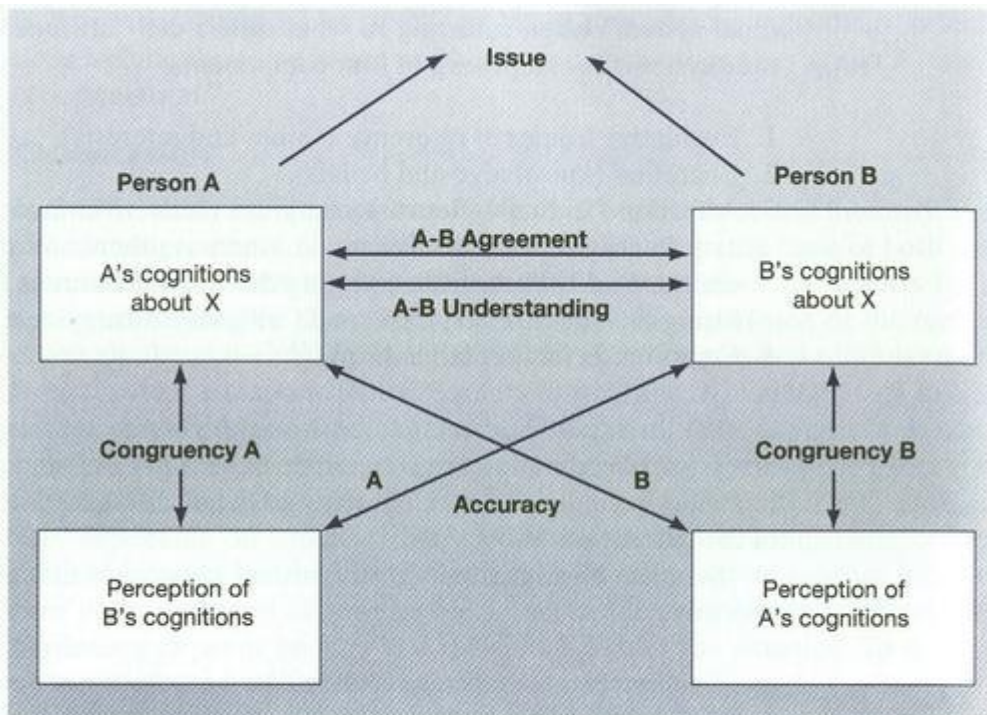 Issue
Person A
Person B
A's cognitions
about X
A-B Agreement
A-B Understanding
B's cognitions
about X
Congruency A
Congruency B
A
B
Accuracy
Perception of
B's cognitions
Perception of
A's cognitions